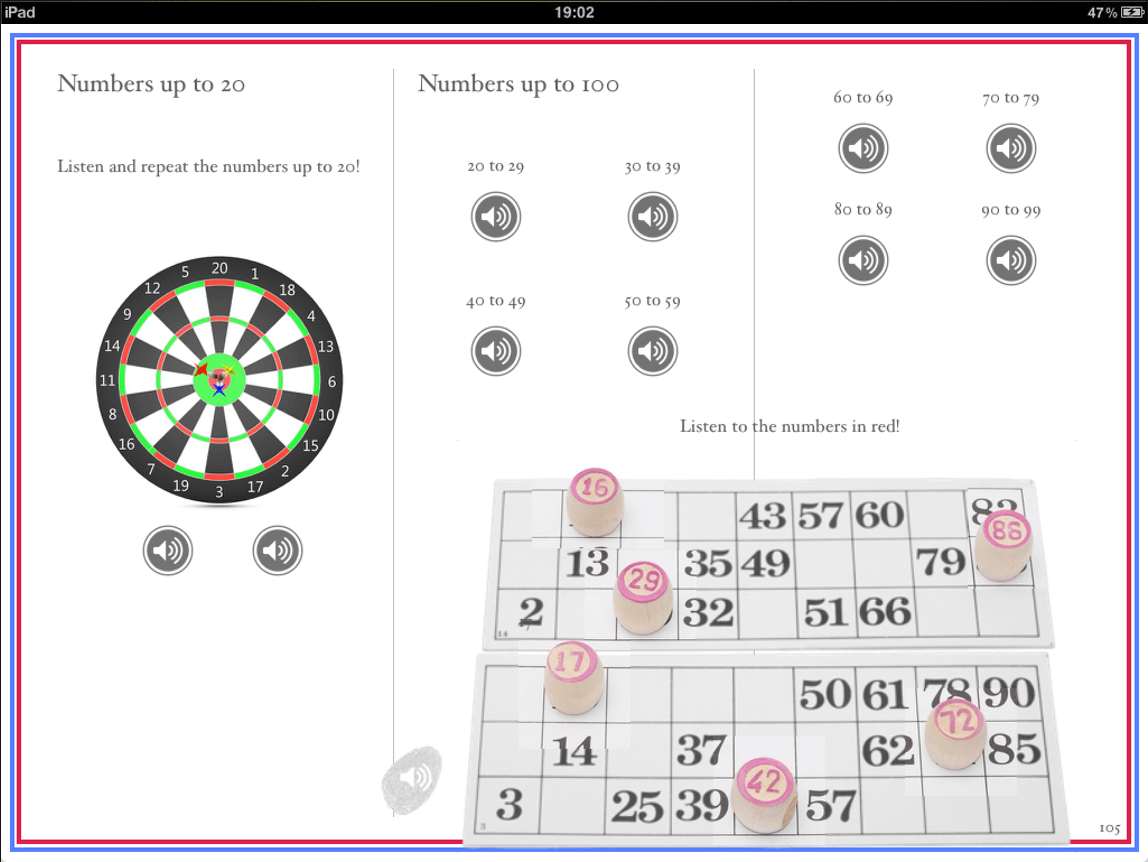 iPad
19:02
47 %
Numbers up to 20
Listen and repeat the numbers up to 20!
20
1
18
4
13
6
10
15
2
17
3
19
7
16
8
11
14
9
12
5
Numbers up to 100
20 to 29
30 to 39
40 to 49
50 to 59
60 to 69
70 to 79
80 to 89
90 to 99
Listen to the numbers in red!
16 43 57 60
13 35 49 79 88
2 29 32 51 66
14
17 50 61 78 90
14 37 62 72 85
3 25 39 42 57
3
105